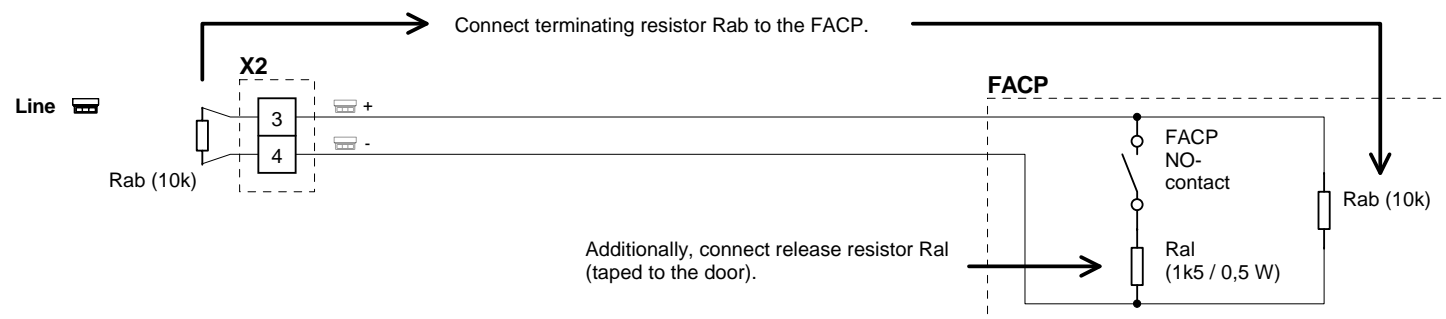 Connect terminating resistor Rab to the FACP.
X2
FACP
Line
3
+
4
-
Rab (10k)
FACP
NO-
contact
Rab (10k)
Additionally, connect release resistor Ral
(taped to the door).
Ral
(1k5 / 0,5 W)